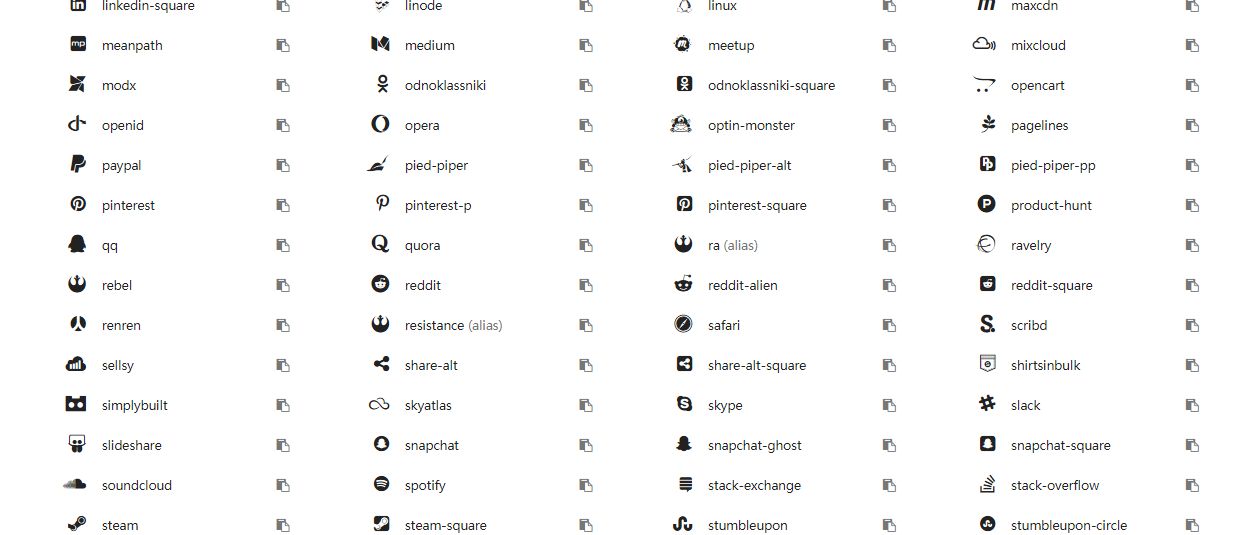 linkedin-square linode linux maxcdn
meanpath medium meetup mixcloud
modx odnoklassniki odnoklassniki-square opencart
openid opera optin-monster pagelines
paypal pied-piper pied-piper-alt pied-piper-pp
pinterest pinterest-p pinterest-square product-hunt
qq quora ra (alias) ravelry
rebel reddit reddit-alien reddit-square
renren resistance (alias) safari scribd
sellsy share-alt share-alt-square shirtsinbulk
simplybuilt skyatlas skype slack
slideshare snapchat snapchat-ghost snapchat-square
soundcloud spotify stack-exchange stack-overflow
steam steam-square stumbleupon stumbleupon-circle